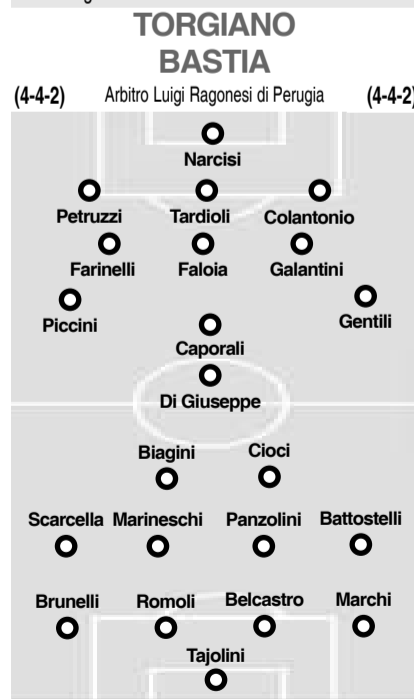 TORGIANO
BASTIA
(4-4-2) Arbitro Luigi Ragonesi di Perugia (4-4-2)
Narcisi
Petruzzi Tardioli Colantonio
Farinelli Faloia Galantini
Piccini Gentili
Caporali
Di Giuseppe
Biagini Cioci
Scarcella Marineschi Panzolini Battostelli
Brunelli Romoli Belcastro Marchi
Tajolini